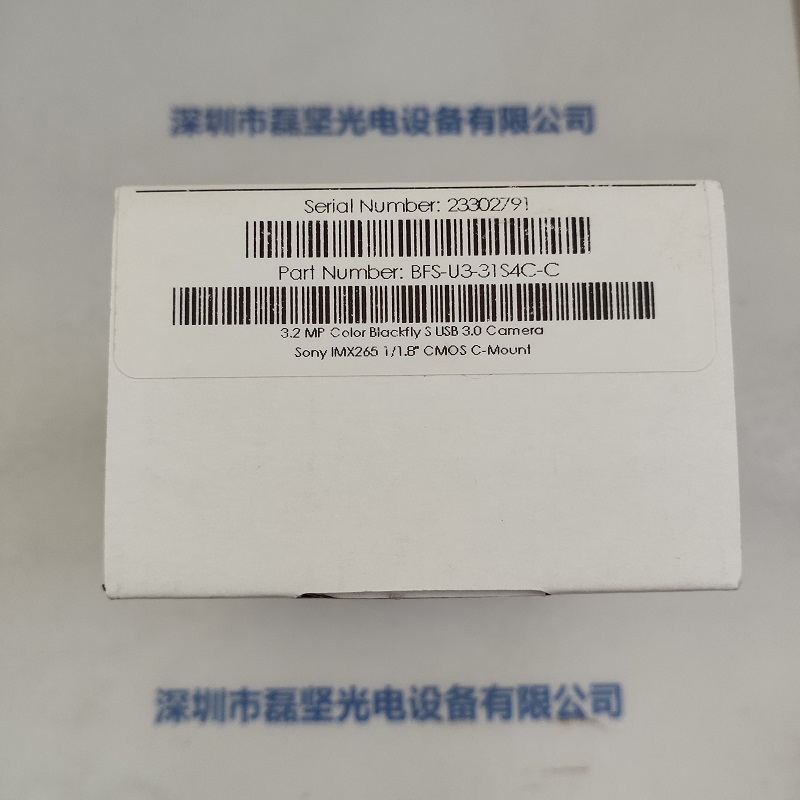 深圳市磊坚光电设备有限公司
Serial Number: 23302791
Part Number: BFS-U3-31S4C-C
3.2 MP Color Blackfly S USB 3.0 Camera
Sony IMX265 1/1.8" CMOS C-Mount
深圳市磊坚光电设备有限公司